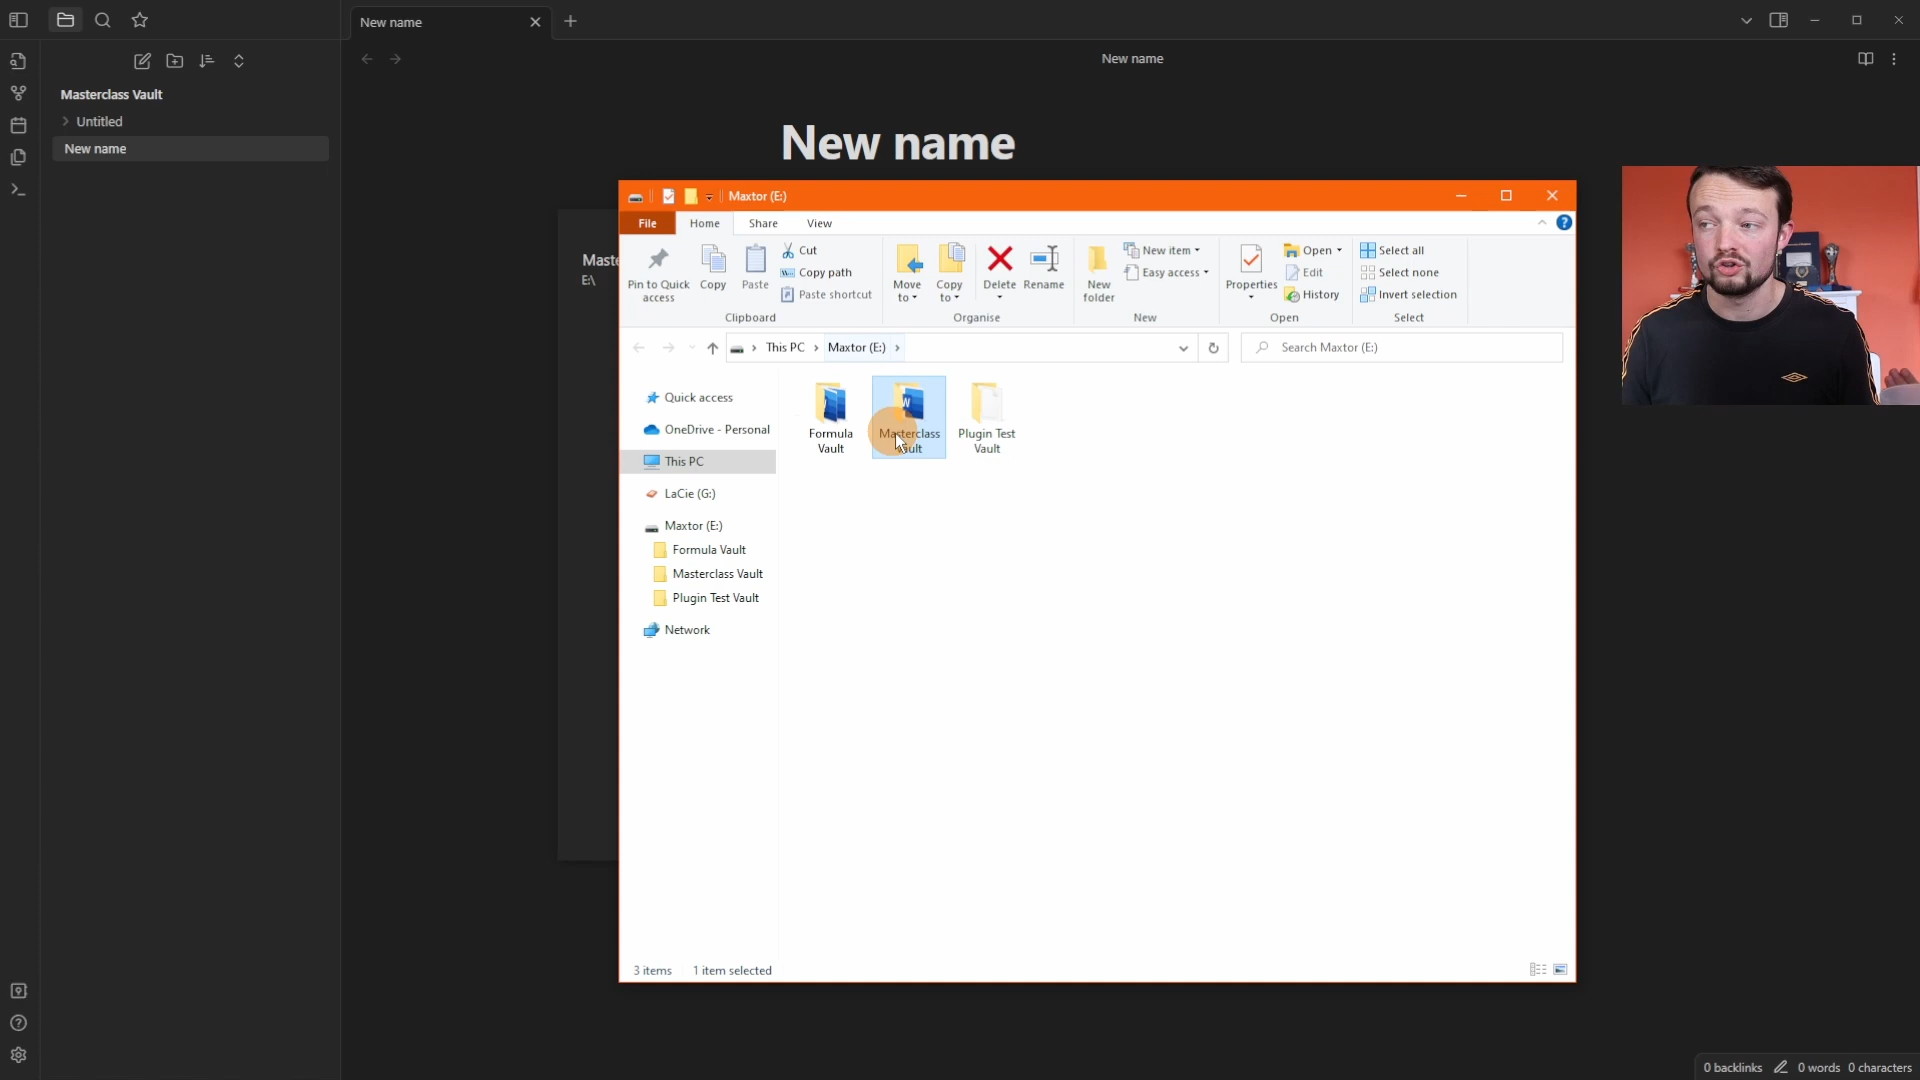 New name
New name
Masterclass Vault
Untitled
New name
New name
Maste
E:\
Maxtor (E:)
File
Home
Share
View
Pin to Quick
access
Copy
Paste
Cut
Copy path
Paste shortcut
Clipboard
Move
to
Copy
to
Delete
Rename
Organise
New
folder
New item
Easy access
New
Properties
Open
Edit
History
Open
Select all
Select none
Invert selection
Select
This PC
Maxtor (E:)
Search Maxtor (E:)
Quick access
OneDrive - Personal
This PC
LaCie (G:)
Maxtor (E:)
Formula Vault
Masterclass Vault
Plugin Test Vault
Network
Formula
Vault
Masterclass
Vault
Plugin Test
Vault
3 items
1 item selected
0 backlinks
0 words
0 characters